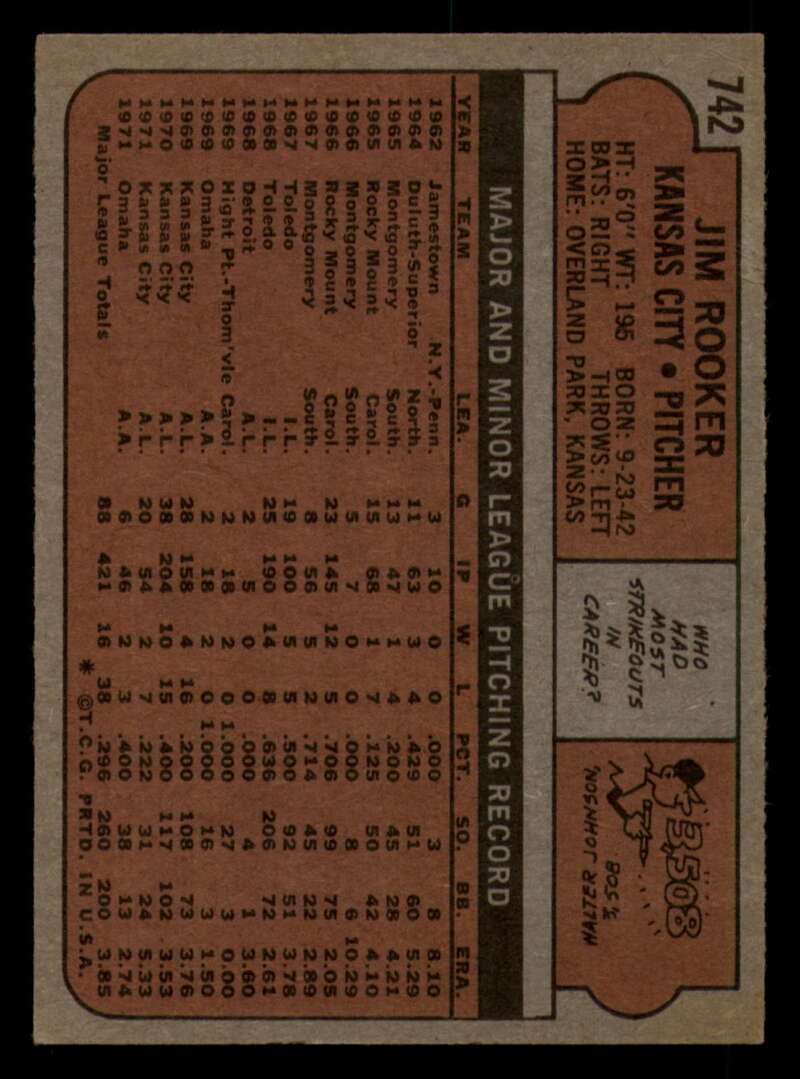 742
JIM ROOKER
KANSAS CITY • PITCHER
HT: 6'0" WT: 195 BORN: 9-23-42
BATS: RIGHT THROWS: LEFT
HOME: OVERLAND PARK, KANSAS
WHO
HAD
MOST
STRIKEOUTS
IN
CAREER?
3,508
WALTER JOHNSON,
MAJOR AND MINOR LEAGUE PITCHING RECORD
YEAR TEAM LEA. G IP W L PCT. SO. BB. ERA.
1962 Jamestown N.Y.-Penn. 3 10 0 0 .000 3 8 8.10
1964 Duluth-Superior North. 11 63 3 4 .429 51 60 5.29
1965 Montgomery South. 13 47 1 4 .200 45 28 4.21
1965 Rocky Mount Carol. 15 68 1 7 .125 50 42 4.10
1966 Montgomery South. 5 7 0 0 .000 8 6 10.29
1966 Rocky Mount Carol. 23 145 12 5 .706 99 75 2.05
1967 Montgomery South. 8 56 5 2 .714 45 22 2.89
1967 Toledo I.L. 19 100 5 5 .500 92 51 3.78
1968 Toledo I.L. 25 190 14 8 .636 206 72 2.61
1968 Detroit A.L. 2 5 0 0 .000 4 1 3.60
1969 Hight Pt.-Thom'vle Carol. 2 18 2 0 1.000 27 3 0.00
1969 Omaha A.A. 2 18 2 0 1.000 16 3 1.50
1969 Kansas City A.L. 28 158 4 16 .200 108 73 3.76
1970 Kansas City A.L. 38 204 10 15 .400 117 102 3.53
1971 Kansas City A.L. 20 54 2 7 .222 31 24 5.33
1971 Omaha A.A. 6 46 2 3 .400 38 13 2.74
Major League Totals 88 421 16 38 .296 260 200 3.85
* ©T.C.G. PRTD. IN U.S.A.